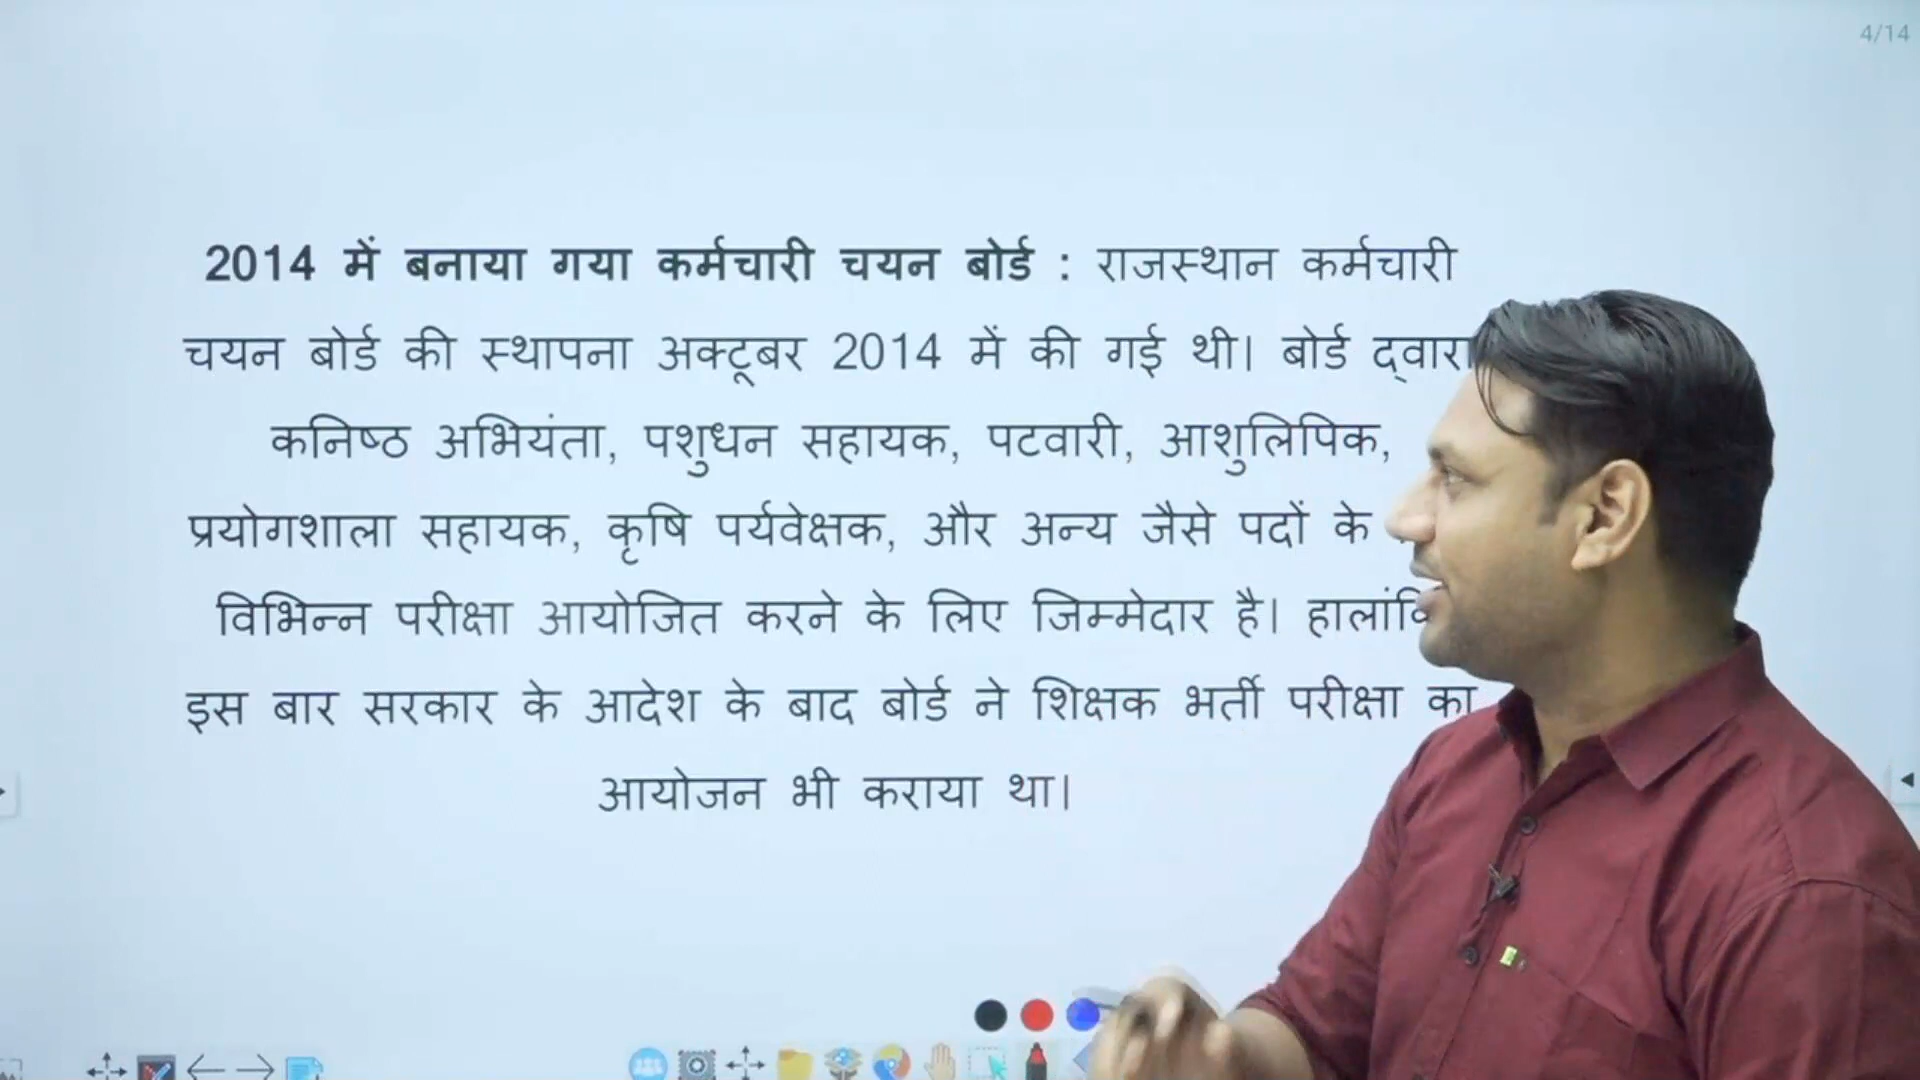 4/14
2014 में बनाया गया कर्मचारी चयन बोर्ड : राजस्थान कर्मचारी
चयन बोर्ड की स्थापना अक्टूबर 2014 में की गई थी। बोर्ड द्वारा
कनिष्ठ अभियंता, पशुधन सहायक, पटवारी, आशुलिपिक,
प्रयोगशाला सहायक, कृषि पर्यवेक्षक, और अन्य जैसे पदों के
विभिन्न परीक्षा आयोजित करने के लिए जिम्मेदार है।
इस बार सरकार के आदेश के बाद बोर्ड ने शिक्षक भर्ती परीक्षा का
आयोजन भी कराया था।